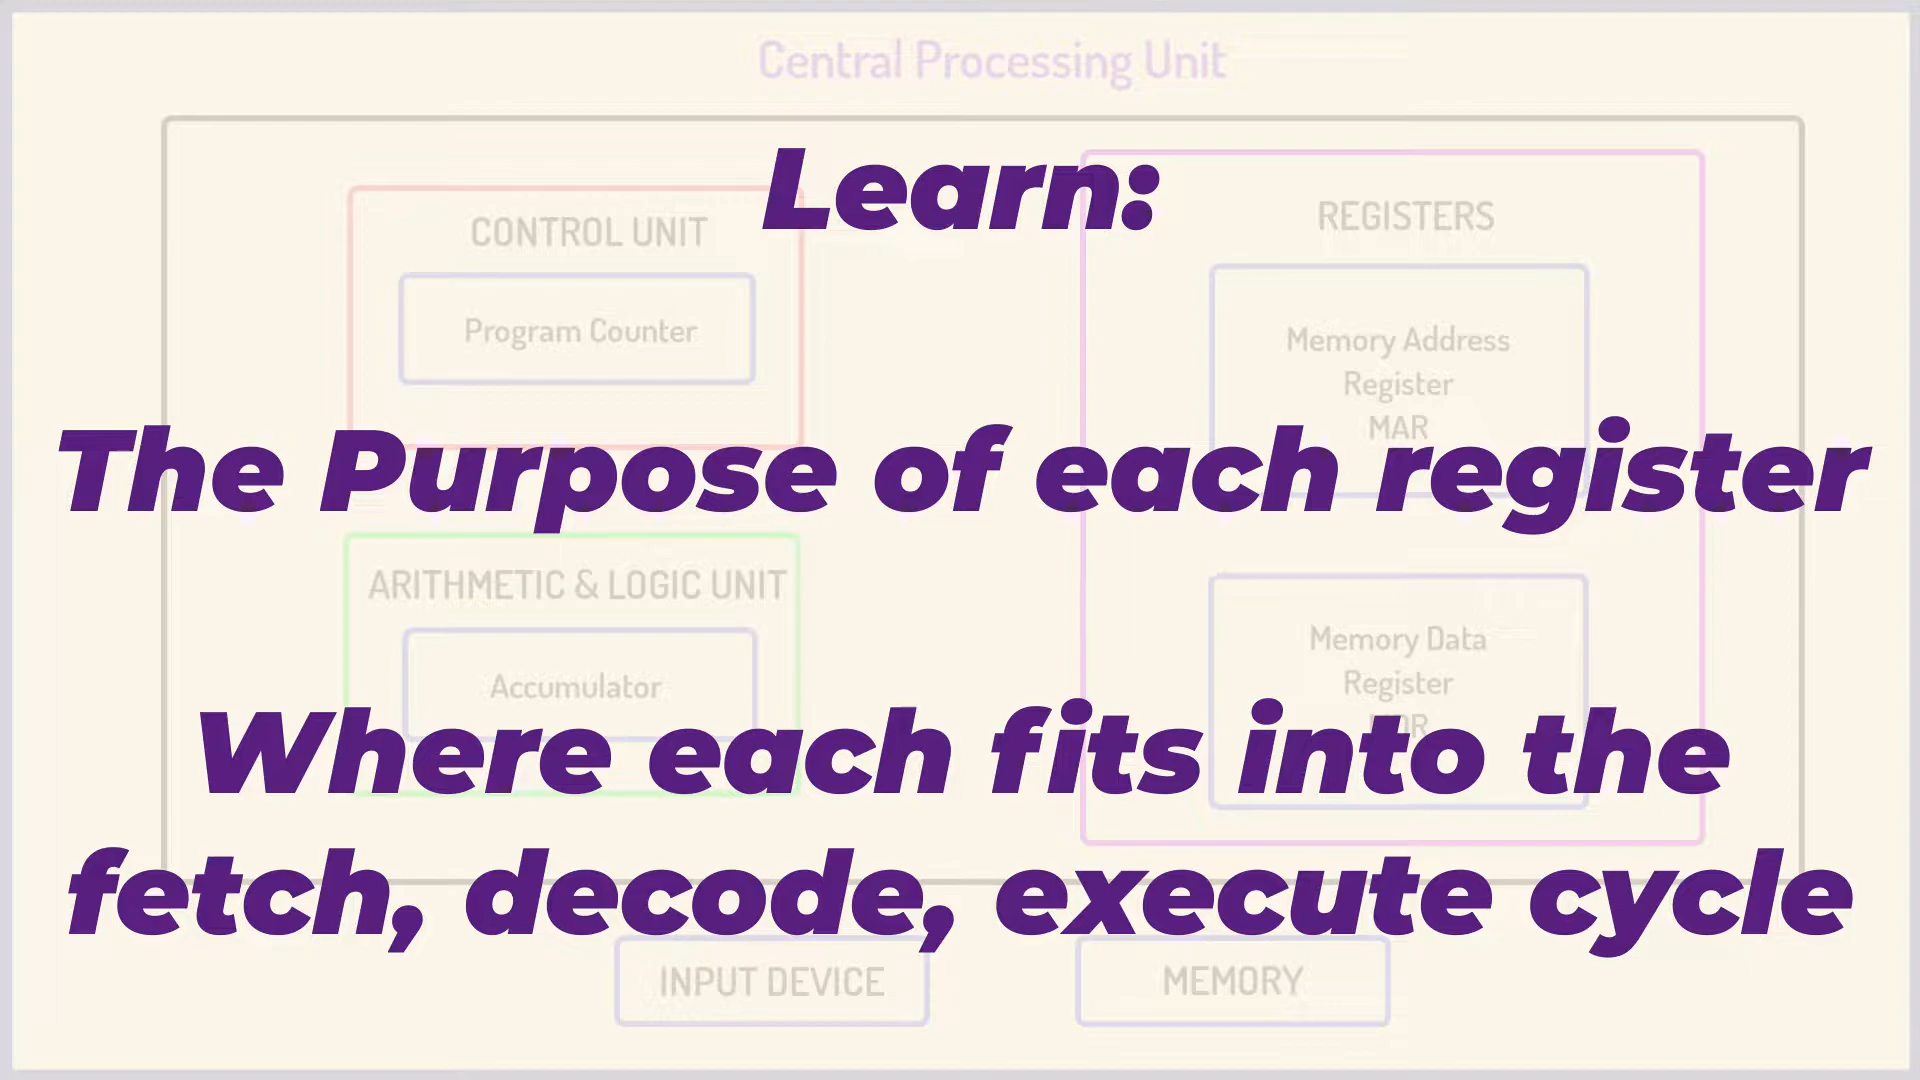 Central Processing Unit
Learn:
CONTROL UNIT
REGISTERS
Program Counter
Memory Address
Register
MAR
The Purpose of each register
ARITHMETIC & LOGIC UNIT
Memory Data
Register
Accumulator
Where each fits into the
fetch, decode, execute cycle
INPUT DEVICE
MEMORY